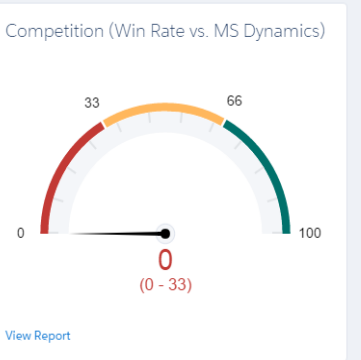 Competition (Win Rate vs. MS Dynamics)
33
66
0
100
0
(0 - 33)
View Report